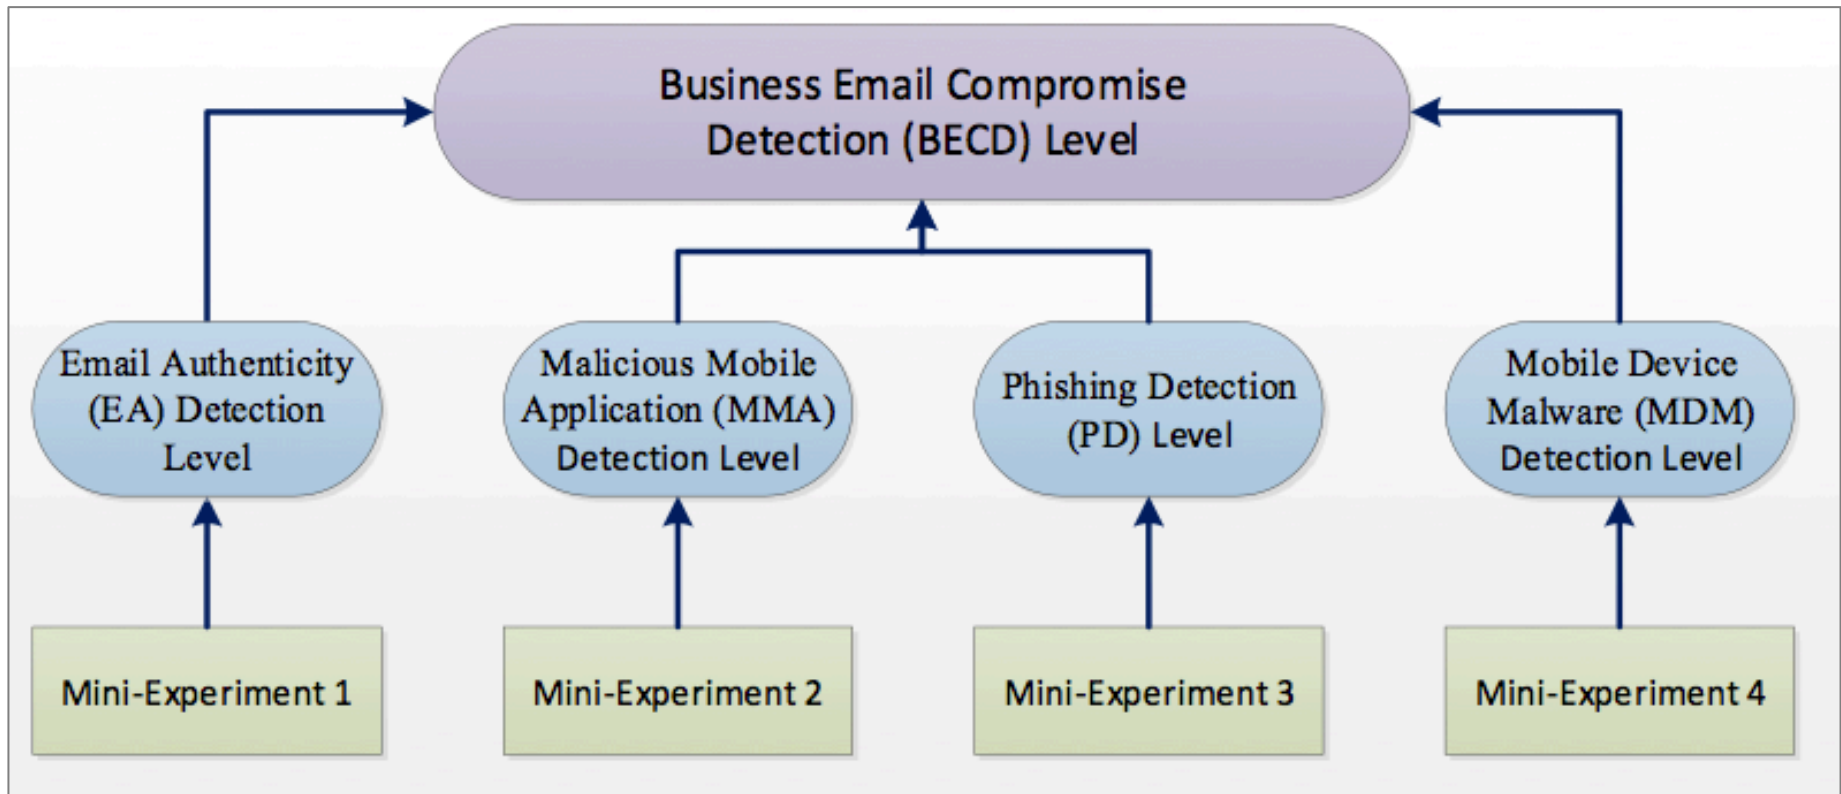 Business Email Compromise
Detection (BECD) Level
Email Authenticity
(EA) Detection
Level
Malicious Mobile
Application (MMA)
Detection Level
Phishing Detection
(PD) Level
Mobile Device
Malware (MDM)
Detection Level
Mini-Experiment 1
Mini-Experiment 2
Mini-Experiment 3
Mini-Experiment 4